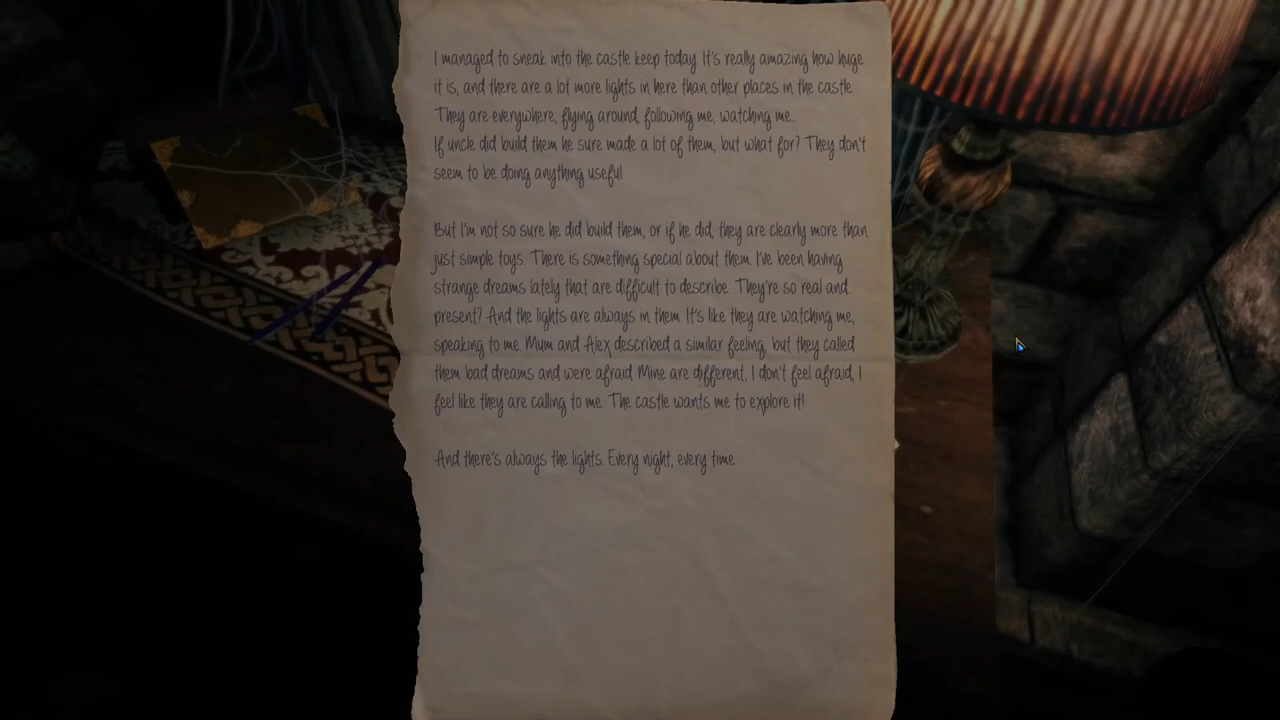 I managed to sneak into the castle keep today. It's really amazing how huge
it is, and there are a lot more lights in here than other places in the castle.
They are everywhere, flying around, following me, watching me...
If uncle did build them he sure made a lot of them, but what for? They don't
seem to be doing anything useful.
But I'm not so sure he did build them, or if he did, they are clearly more than
just simple toys. There is something special about them. I've been having
strange dreams lately that are difficult to describe. They're so real and...
present? And the lights are always in them. It's like they are watching me,
speaking to me. Mum and Alex described a similar feeling, but they called
them bad dreams and were afraid. Mine are different, I don't feel afraid, I
feel like they are calling to me. The castle wants me to explore it!
And there's always the lights. Every night, every time.